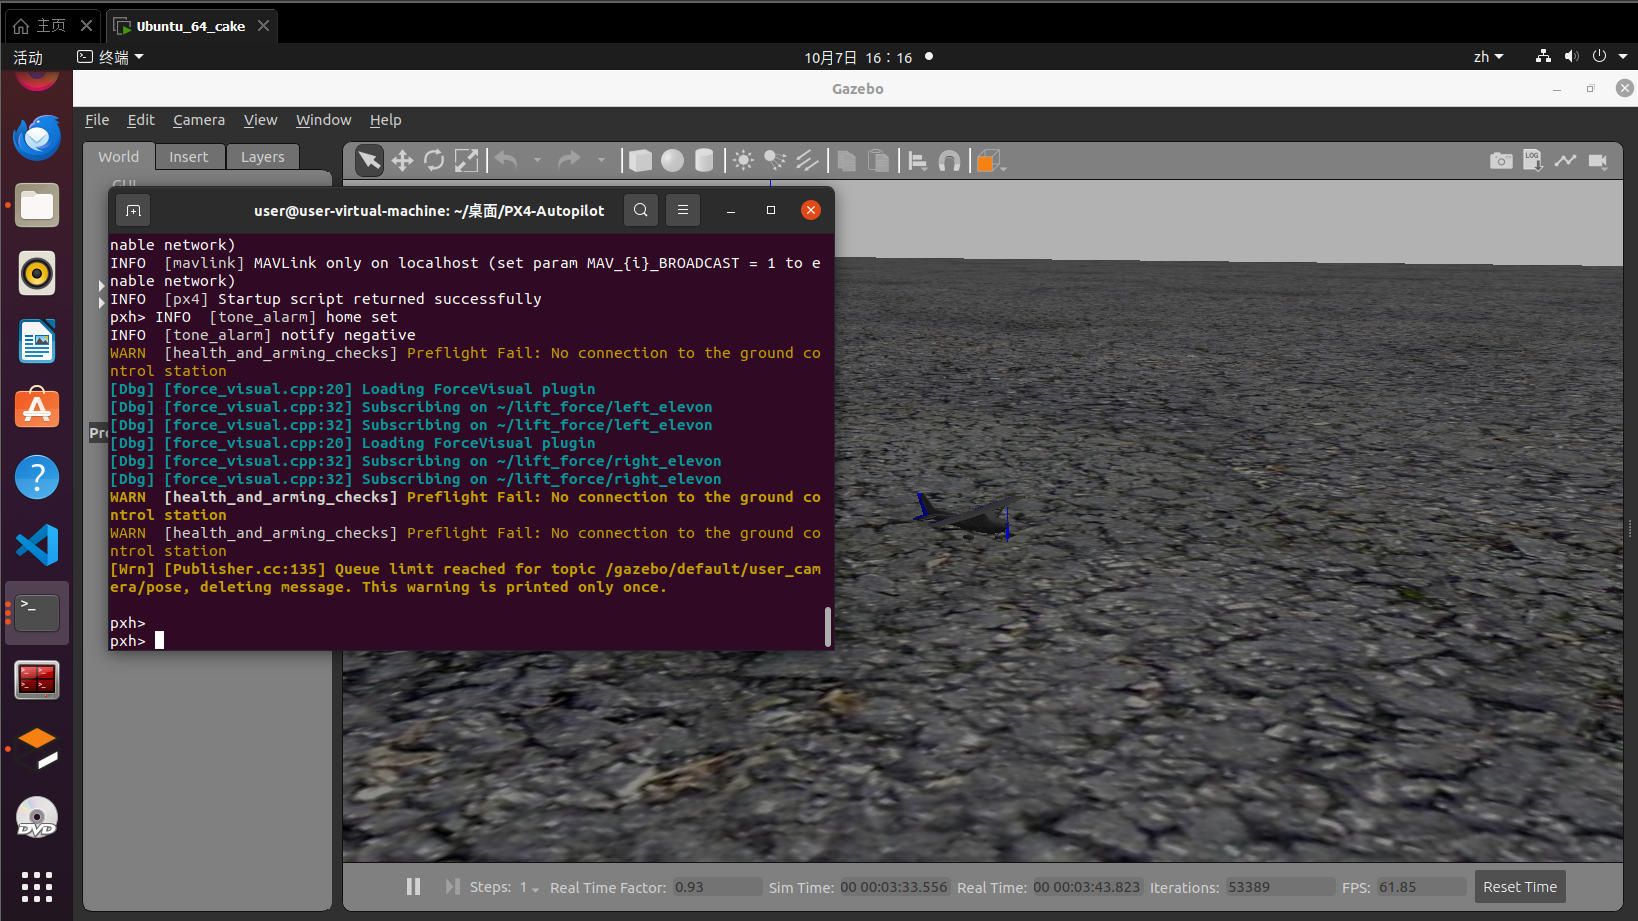 主页
Ubuntu_64_cake
活动
终端
10月7日 16：16
zh
Gazebo
File Edit Camera View Window Help
World Insert Layers
GUI
LOG
user@user-virtual-machine: ~/桌面/PX4-Autopilot
nable network)
INFO [mavlink] MAVLink only on localhost (set param MAV_{i}_BROADCAST = 1 to e
nable network)
INFO [px4] Startup script returned successfully
pxh> INFO [tone_alarm] home set
INFO [tone_alarm] notify negative
WARN [health_and_arming_checks] Preflight Fail: No connection to the ground co
ntrol station
[Dbg] [force_visual.cpp:20] Loading ForceVisual plugin
[Dbg] [force_visual.cpp:32] Subscribing on ~/lift_force/left_elevon
[Dbg] [force_visual.cpp:32] Subscribing on ~/lift_force/left_elevon
[Dbg] [force_visual.cpp:20] Loading ForceVisual plugin
[Dbg] [force_visual.cpp:32] Subscribing on ~/lift_force/right_elevon
[Dbg] [force_visual.cpp:32] Subscribing on ~/lift_force/right_elevon
WARN [health_and_arming_checks] Preflight Fail: No connection to the ground co
ntrol station
WARN [health_and_arming_checks] Preflight Fail: No connection to the ground co
ntrol station
[Wrn] [Publisher.cc:135] Queue limit reached for topic /gazebo/default/user_cam
era/pose, deleting message. This warning is printed only once.
pxh>
pxh>
Pro
DVD
Steps: 1 Real Time Factor: 0.93 Sim Time: 00 00:03:33.556 Real Time: 00 00:03:43.823 Iterations: 53389 FPS: 61.85 Reset Time